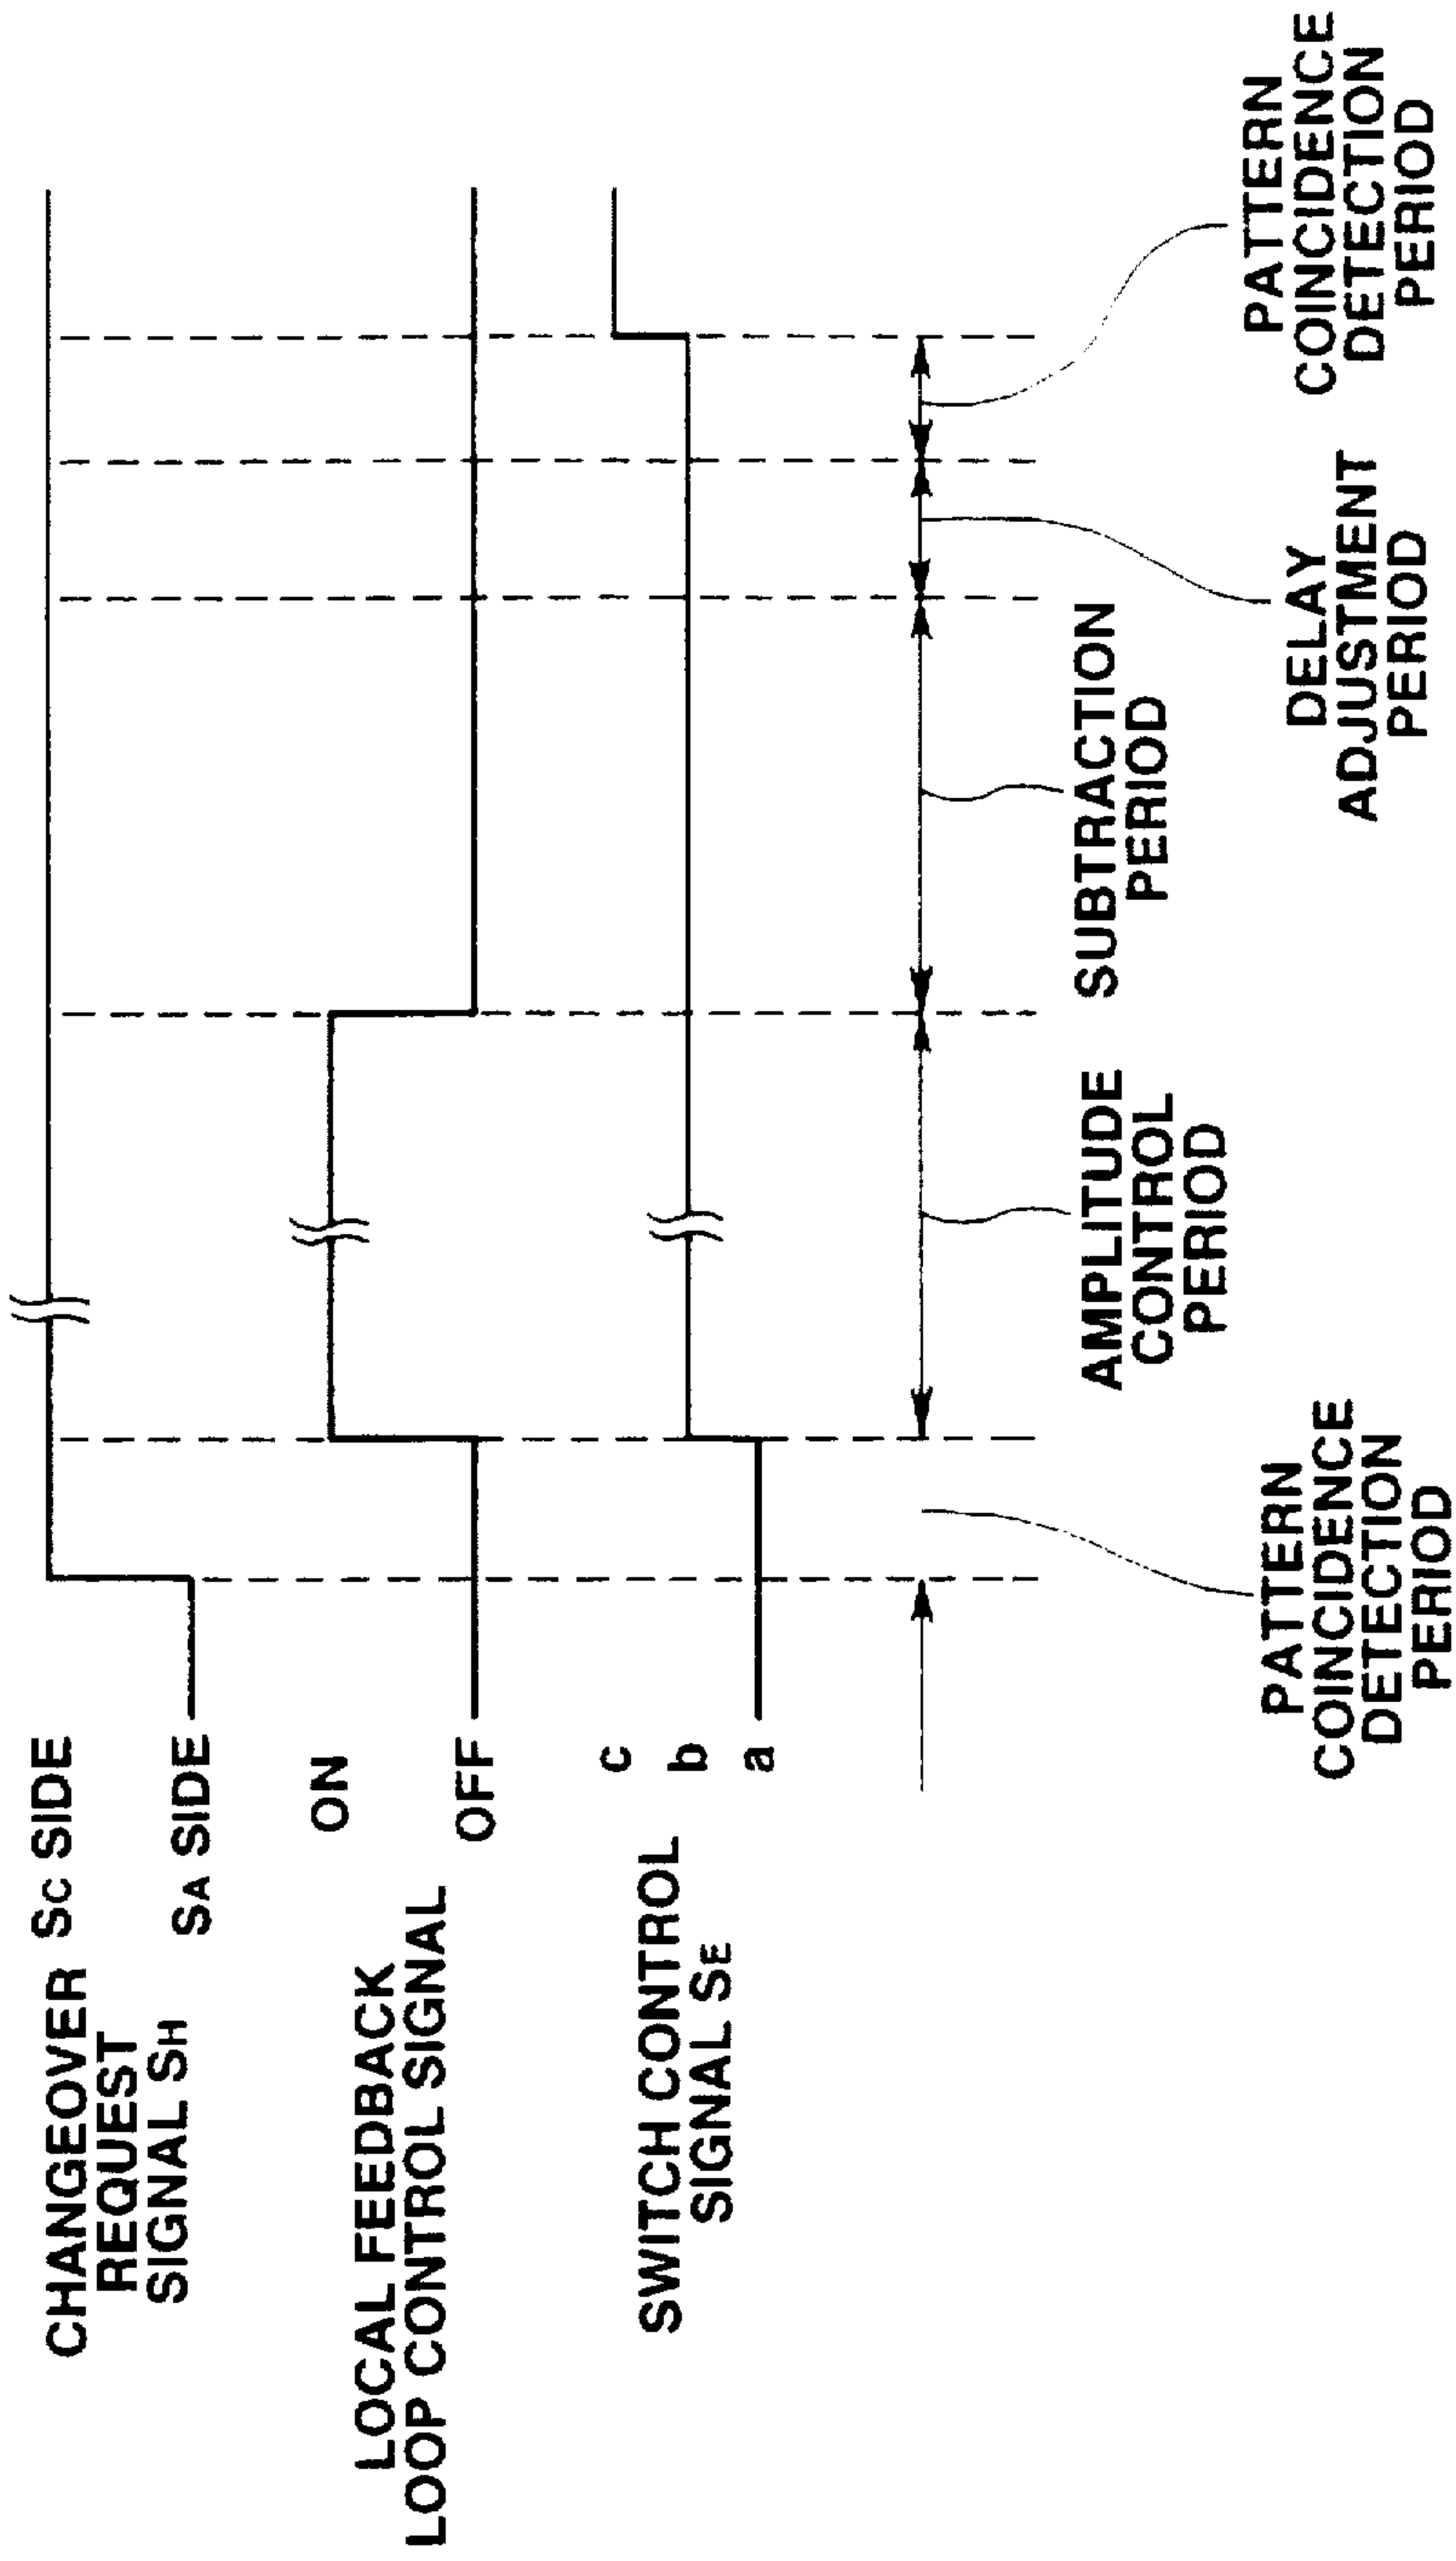 CHANGEOVER
REQUEST
SIGNAL SH
SC SIDE
SA SIDE
LOCAL FEEDBACK
LOOP CONTROL SIGNAL
ON
OFF
SWITCH CONTROL
SIGNAL SE
c
b
a
PATTERN
COINCIDENCE
DETECTION
PERIOD
AMPLITUDE
CONTROL
PERIOD
SUBTRACTION
PERIOD
DELAY
ADJUSTMENT
PERIOD
PATTERN
COINCIDENCE
DETECTION
PERIOD